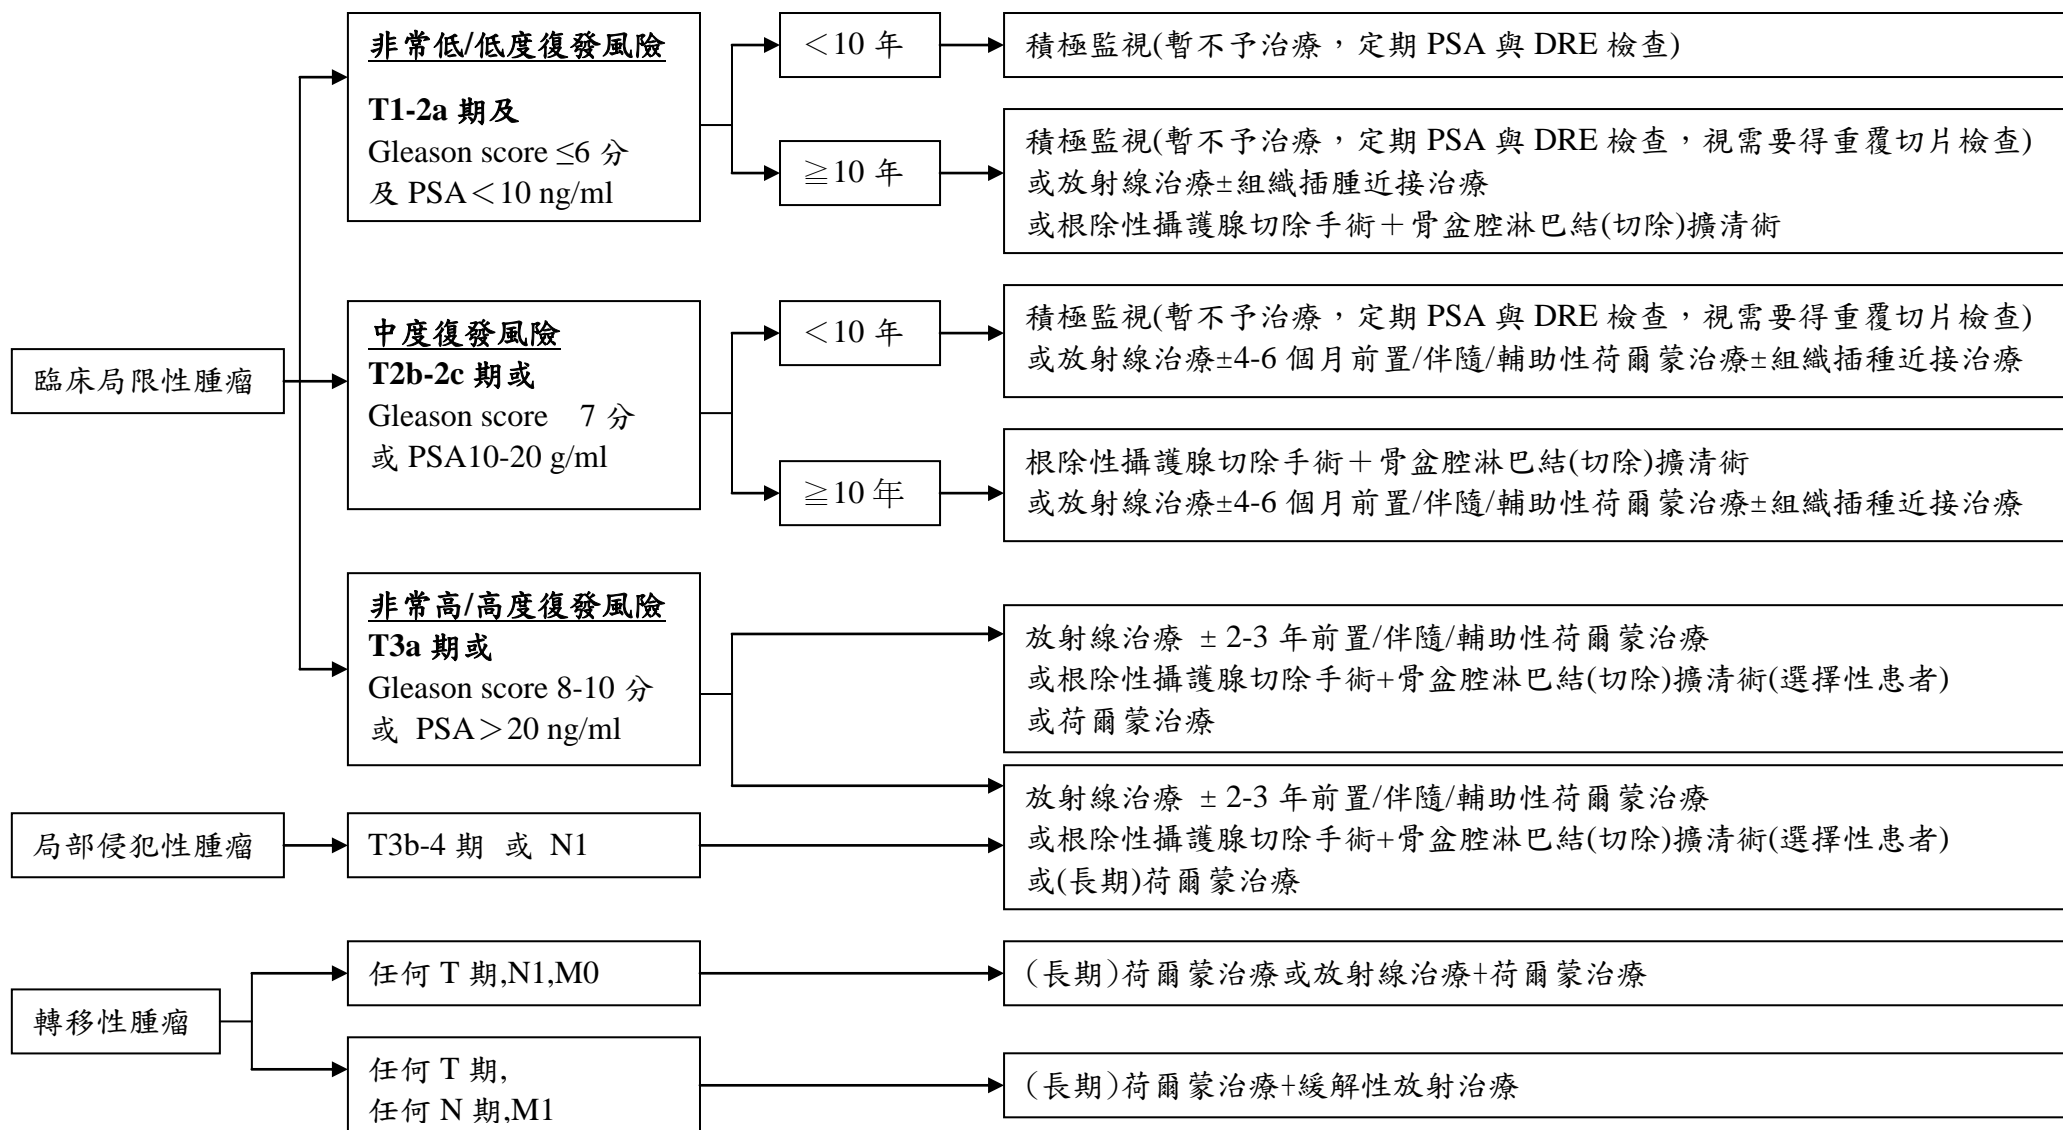 臨床局限性腫瘤
非常低/低度復發風險
T1-2a 期及
Gleason score ≤6 分
及 PSA＜10 ng/ml
＜10 年
積極監視(暫不予治療，定期 PSA 與 DRE 檢查)
≧10 年
積極監視(暫不予治療，定期 PSA 與 DRE 檢查，視需要得重覆切片檢查)
或放射線治療±組織插腫近接治療
或根除性攝護腺切除手術＋骨盆腔淋巴結(切除)擴清術
中度復發風險
T2b-2c 期或
Gleason score 7 分
或 PSA10-20 g/ml
＜10 年
積極監視(暫不予治療，定期 PSA 與 DRE 檢查，視需要得重覆切片檢查)
或放射線治療±4-6 個月前置/伴隨/輔助性荷爾蒙治療±組織插種近接治療
≧10 年
根除性攝護腺切除手術＋骨盆腔淋巴結(切除)擴清術
或放射線治療±4-6 個月前置/伴隨/輔助性荷爾蒙治療±組織插種近接治療
非常高/高度復發風險
T3a 期或
Gleason score 8-10 分
或 PSA＞20 ng/ml
放射線治療 ± 2-3 年前置/伴隨/輔助性荷爾蒙治療
或根除性攝護腺切除手術+骨盆腔淋巴結(切除)擴清術(選擇性患者)
或荷爾蒙治療
局部侵犯性腫瘤
T3b-4 期 或 N1
放射線治療 ± 2-3 年前置/伴隨/輔助性荷爾蒙治療
或根除性攝護腺切除手術+骨盆腔淋巴結(切除)擴清術(選擇性患者)
或(長期)荷爾蒙治療
轉移性腫瘤
任何 T 期,N1,M0
(長期)荷爾蒙治療或放射線治療+荷爾蒙治療
任何 T 期,
任何 N 期,M1
(長期)荷爾蒙治療+緩解性放射治療